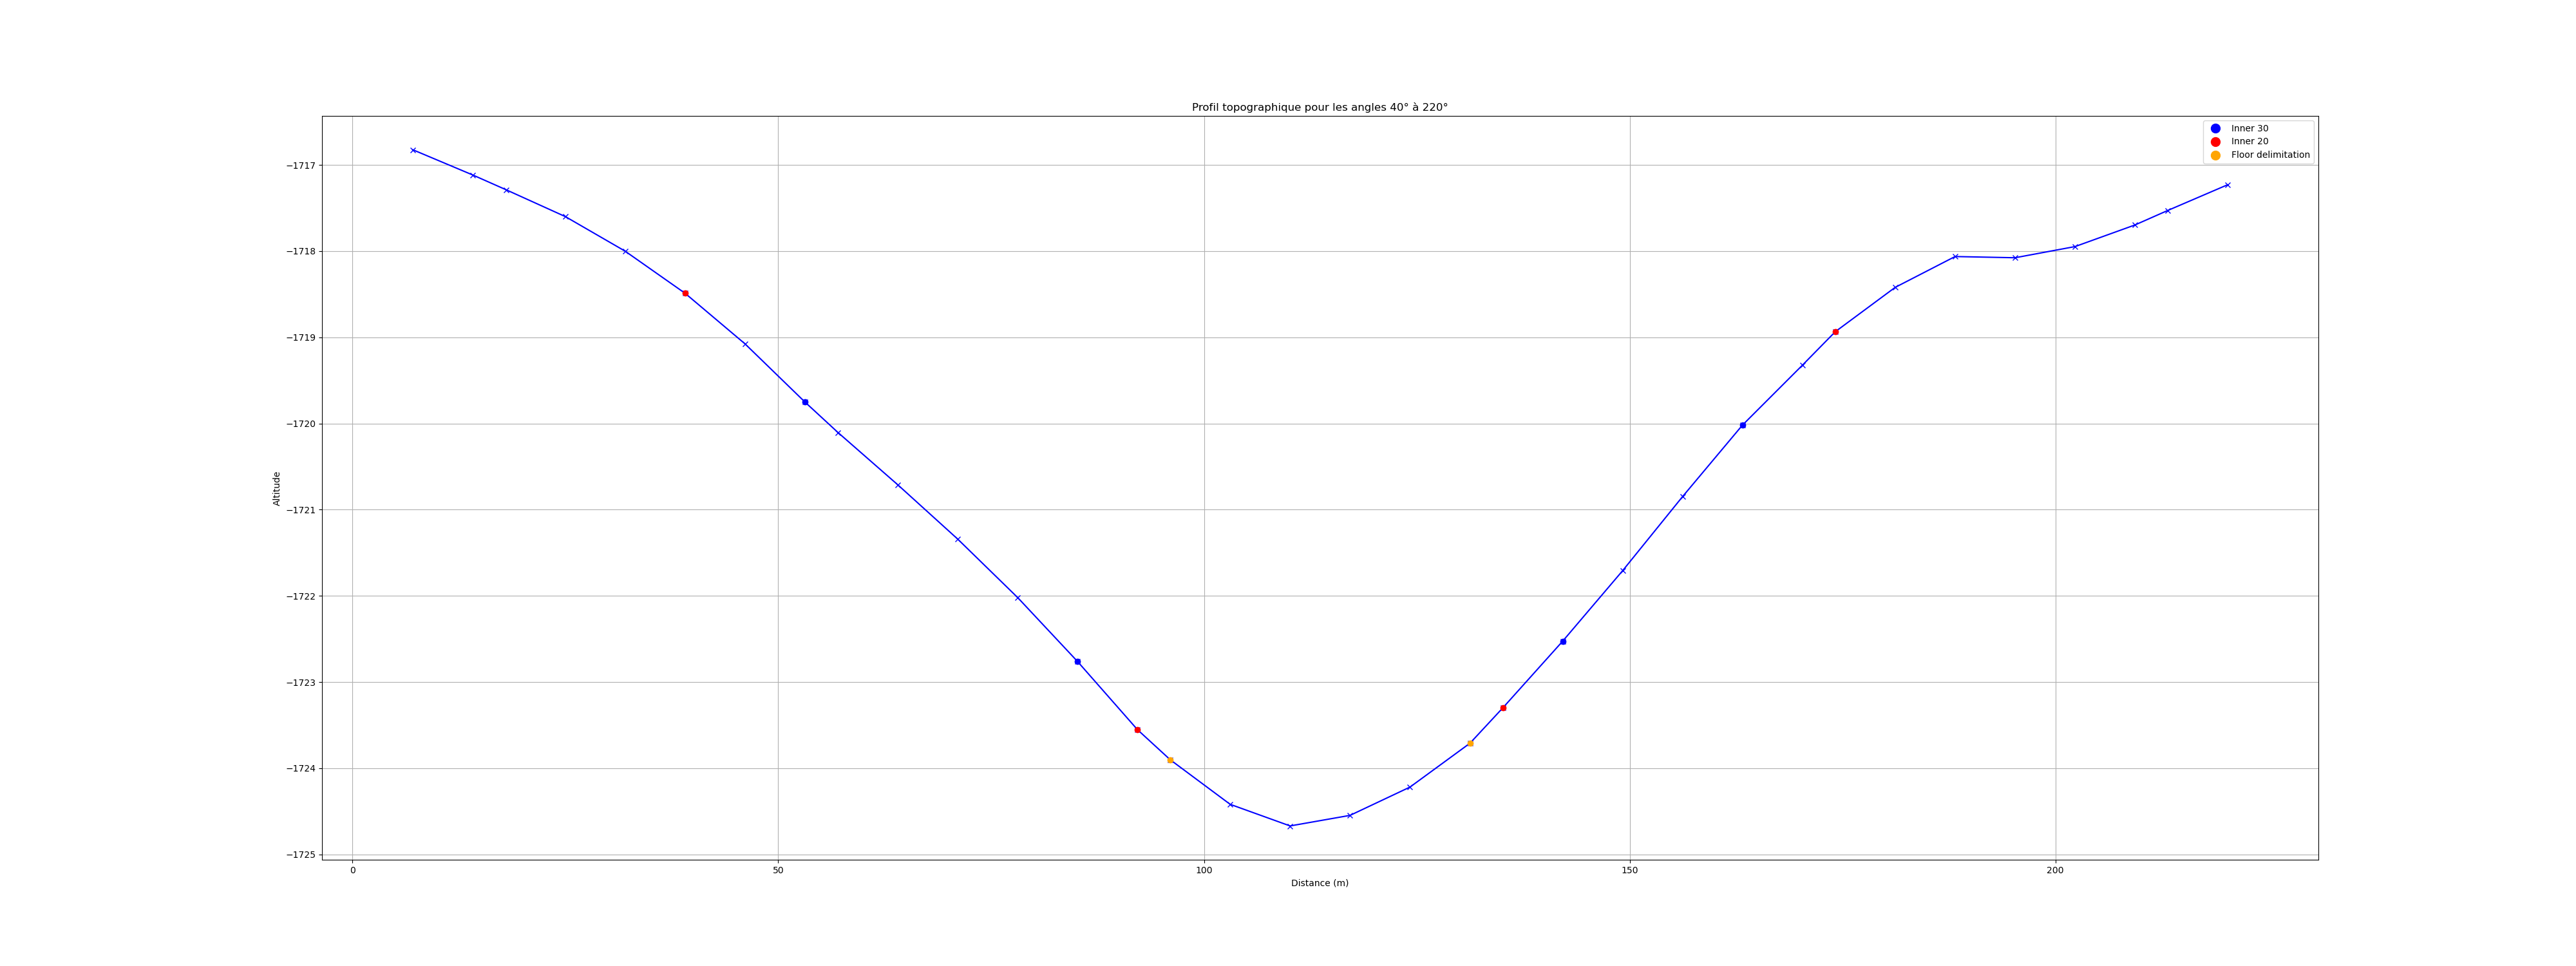 Profil topographique pour les angles 40° à 220°
Inner 30
Inner 20
Floor delimitation
−1717
−1718
−1719
−1720
−1721
−1722
−1723
−1724
−1725
Altitude
0 50 100 150 200
Distance (m)